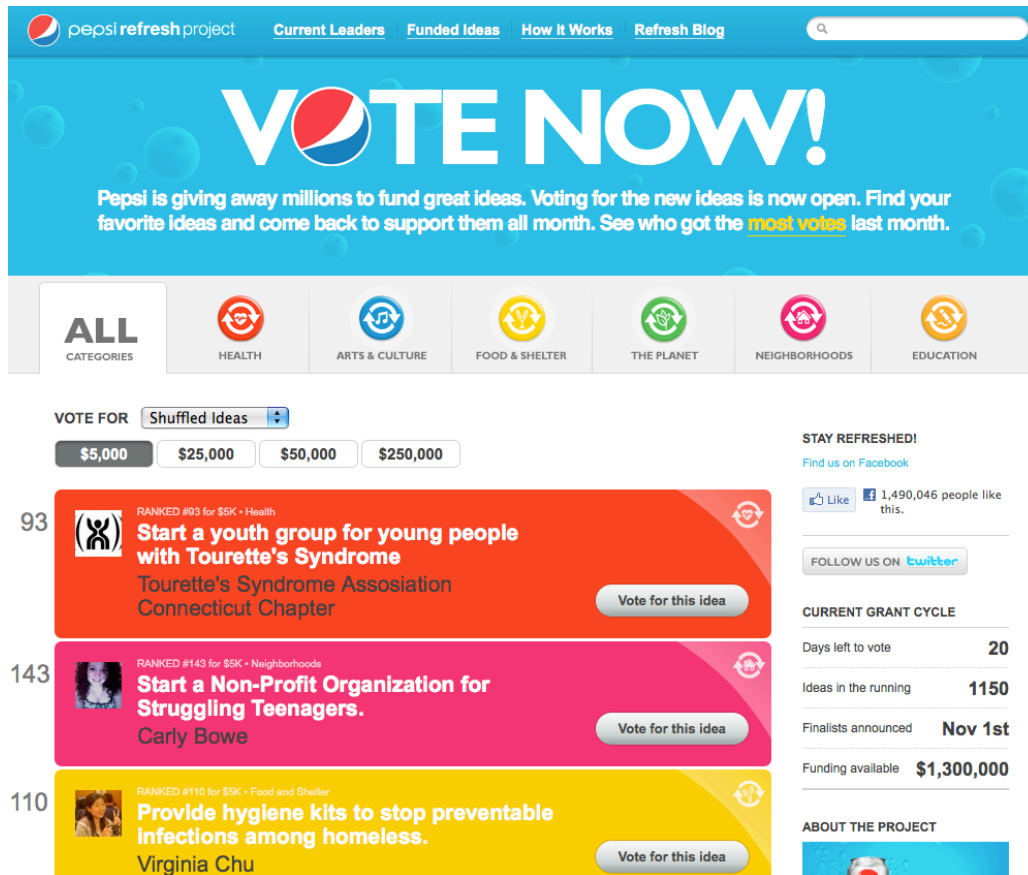 pepsi refresh project
Current Leaders
Funded Ideas
How It Works
Refresh Blog
VOTE NOW!
Pepsi is giving away millions to fund great ideas. Voting for the new ideas is now open. Find your
favorite ideas and come back to support them all month. See who got the most votes last month.
ALL
CATEGORIES
HEALTH
ARTS & CULTURE
FOOD & SHELTER
THE PLANET
NEIGHBORHOODS
EDUCATION
VOTE FOR
Shuffled Ideas
$5,000
$25,000
$50,000
$250,000
93
RANKED #93 for $5K • Health
Start a youth group for young people
with Tourette's Syndrome
Tourette's Syndrome Assosiation
Connecticut Chapter
Vote for this idea
143
RANKED #143 for $5K • Neighborhoods
Start a Non-Profit Organization for
Struggling Teenagers.
Carly Bowe
Vote for this idea
110
RANKED #110 for $5K • Food and Shelter
Provide hygiene kits to stop preventable
infections among homeless.
Virginia Chu
Vote for this idea
STAY REFRESHED!
Find us on Facebook
Like
1,490,046 people like
this.
FOLLOW US ON twitter
CURRENT GRANT CYCLE
Days left to vote 20
Ideas in the running 1150
Finalists announced Nov 1st
Funding available $1,300,000
ABOUT THE PROJECT